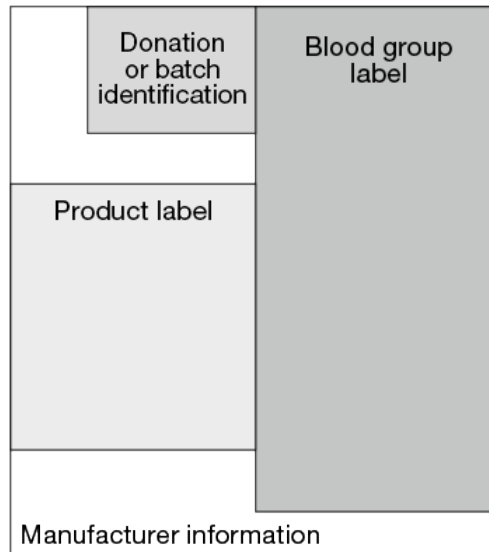 Donation
or batch
identification
Blood group
label
Product label
Manufacturer information